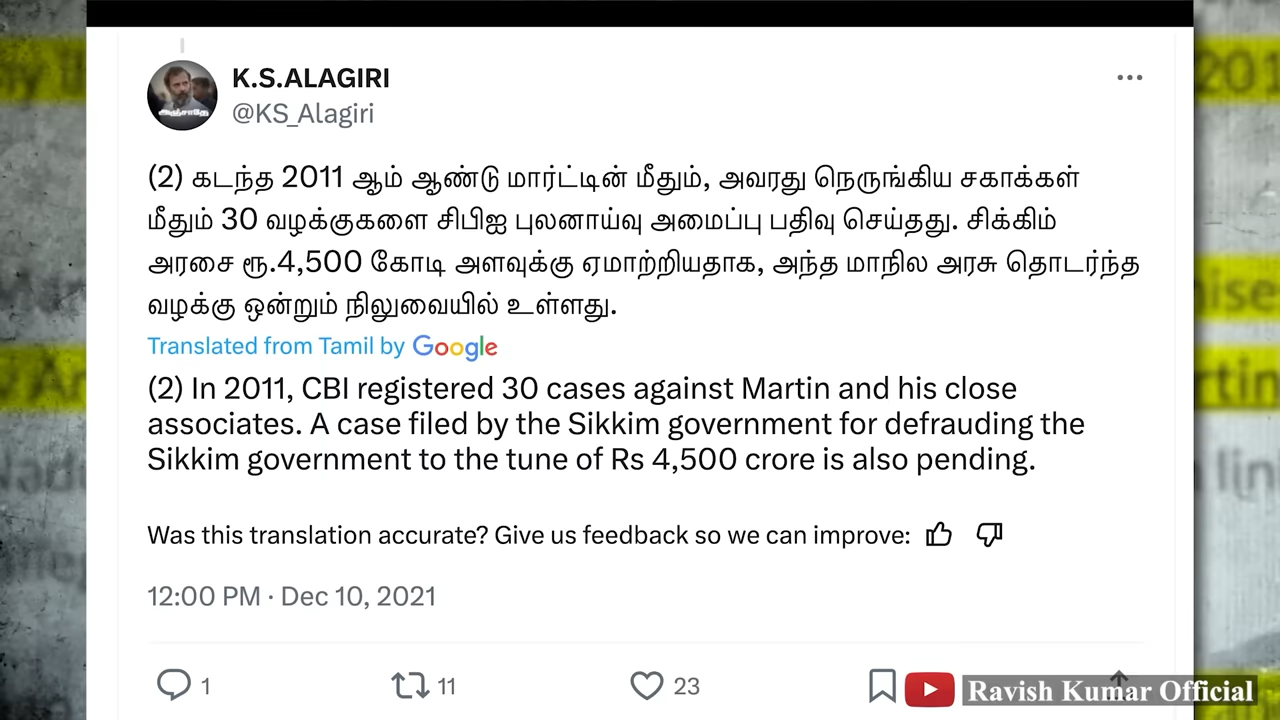 K.S.ALAGIRI
@KS_Alagiri
(2) கடந்த 2011 ஆம் ஆண்டு மார்ட்டின் மீதும், அவரது நெருங்கிய சகாக்கள்
மீதும் 30 வழக்குகளை சிபிஐ புலனாய்வு அமைப்பு பதிவு செய்தது. சிக்கிம்
அரசை ரூ.4,500 கோடி அளவுக்கு ஏமாற்றியதாக, அந்த மாநில அரசு தொடர்ந்த
வழக்கு ஒன்றும் நிலுவையில் உள்ளது.
Translated from Tamil by Google
(2) In 2011, CBI registered 30 cases against Martin and his close
associates. A case filed by the Sikkim government for defrauding the
Sikkim government to the tune of Rs 4,500 crore is also pending.
Was this translation accurate? Give us feedback so we can improve:
12:00 PM · Dec 10, 2021
1 11 23
Ravish Kumar Official